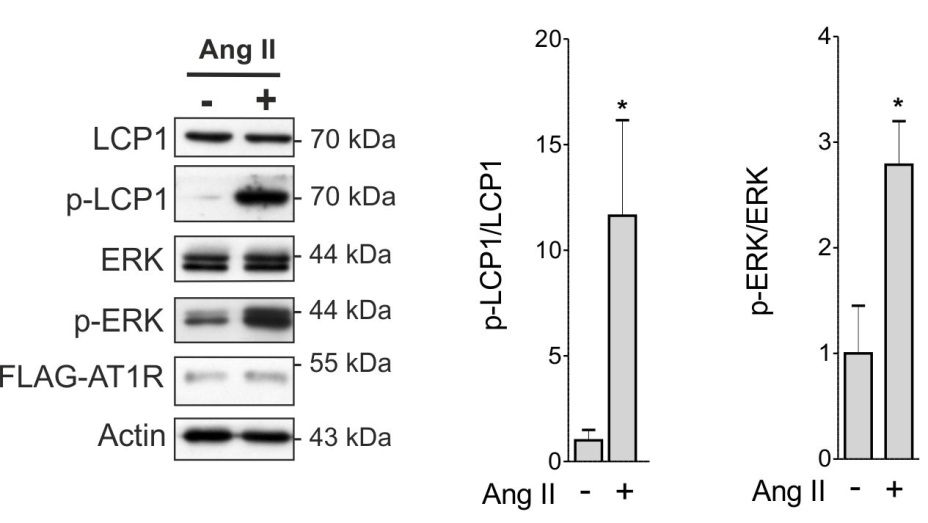 Ang II
- +
LCP1
70 kDa
p-LCP1
70 kDa
ERK
44 kDa
p-ERK
44 kDa
FLAG-AT1R
55 kDa
Actin
43 kDa
p-LCP1/LCP1
20
15
10
5
0
*
Ang II - +
p-ERK/ERK
4
3
2
1
0
*
Ang II - +